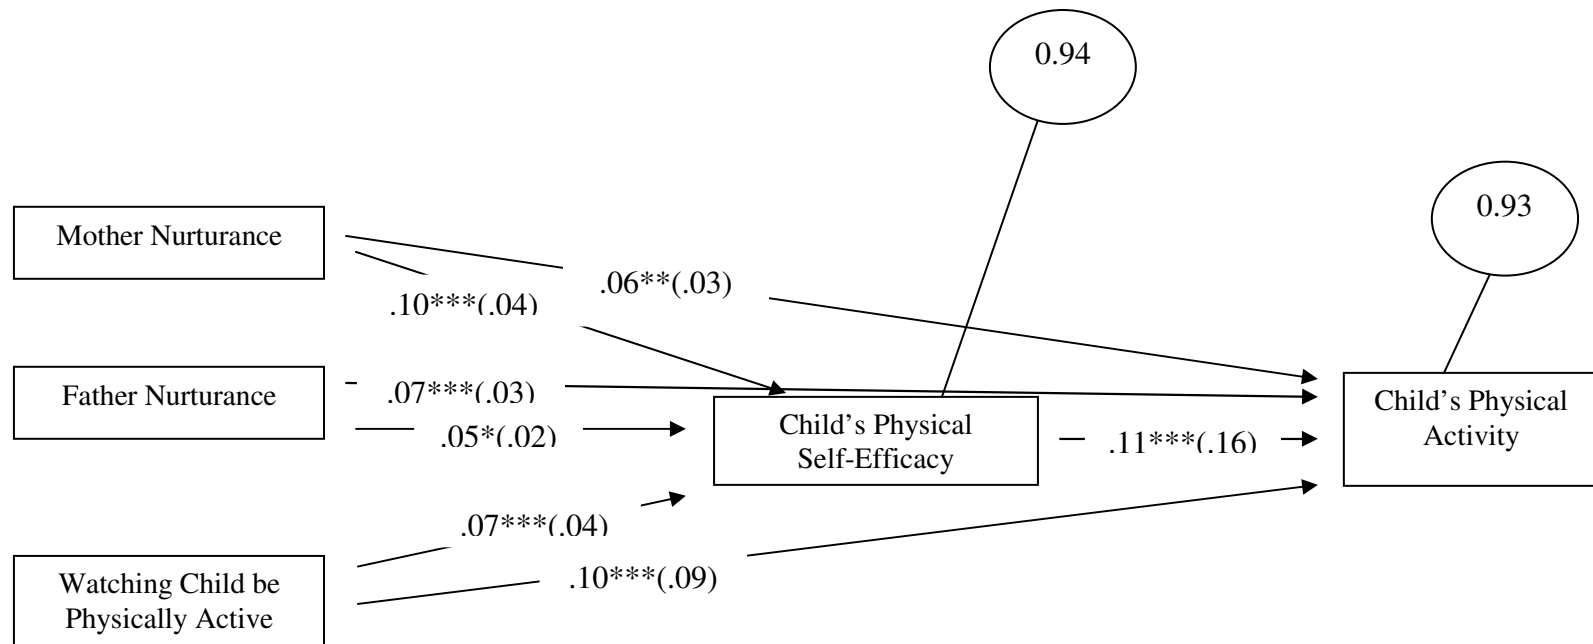 0.94
0.93
Mother Nurturance
.06**(.03)
.10***(.04)
Father Nurturance
.07***(.03)
.05*(.02)
Child’s Physical
Self-Efficacy
.11***(.16)
Child’s Physical
Activity
.07***(.04)
.10***(.09)
Watching Child be
Physically Active